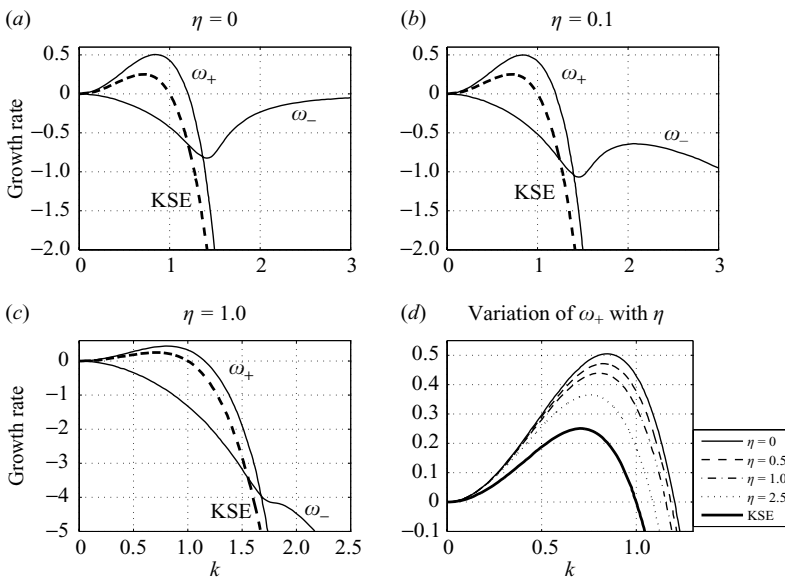 (a) η = 0
0.5
0
−0.5
−1.0
−1.5
−2.0
Growth rate
ω+
ω−
KSE
0 1 2 3
(b) η = 0.1
0.5
0
−0.5
−1.0
−1.5
−2.0
ω+
ω−
KSE
0 1 2 3
(c) η = 1.0
0
−1
−2
−3
−4
−5
Growth rate
ω+
KSE
ω−
0 0.5 1.0 1.5 2.0 2.5
k
(d) Variation of ω+ with η
0.5
0.4
0.3
0.2
0.1
0
−0.1
0 0.5 1.0
k
η = 0
η = 0.5
η = 1.0
η = 2.5
KSE